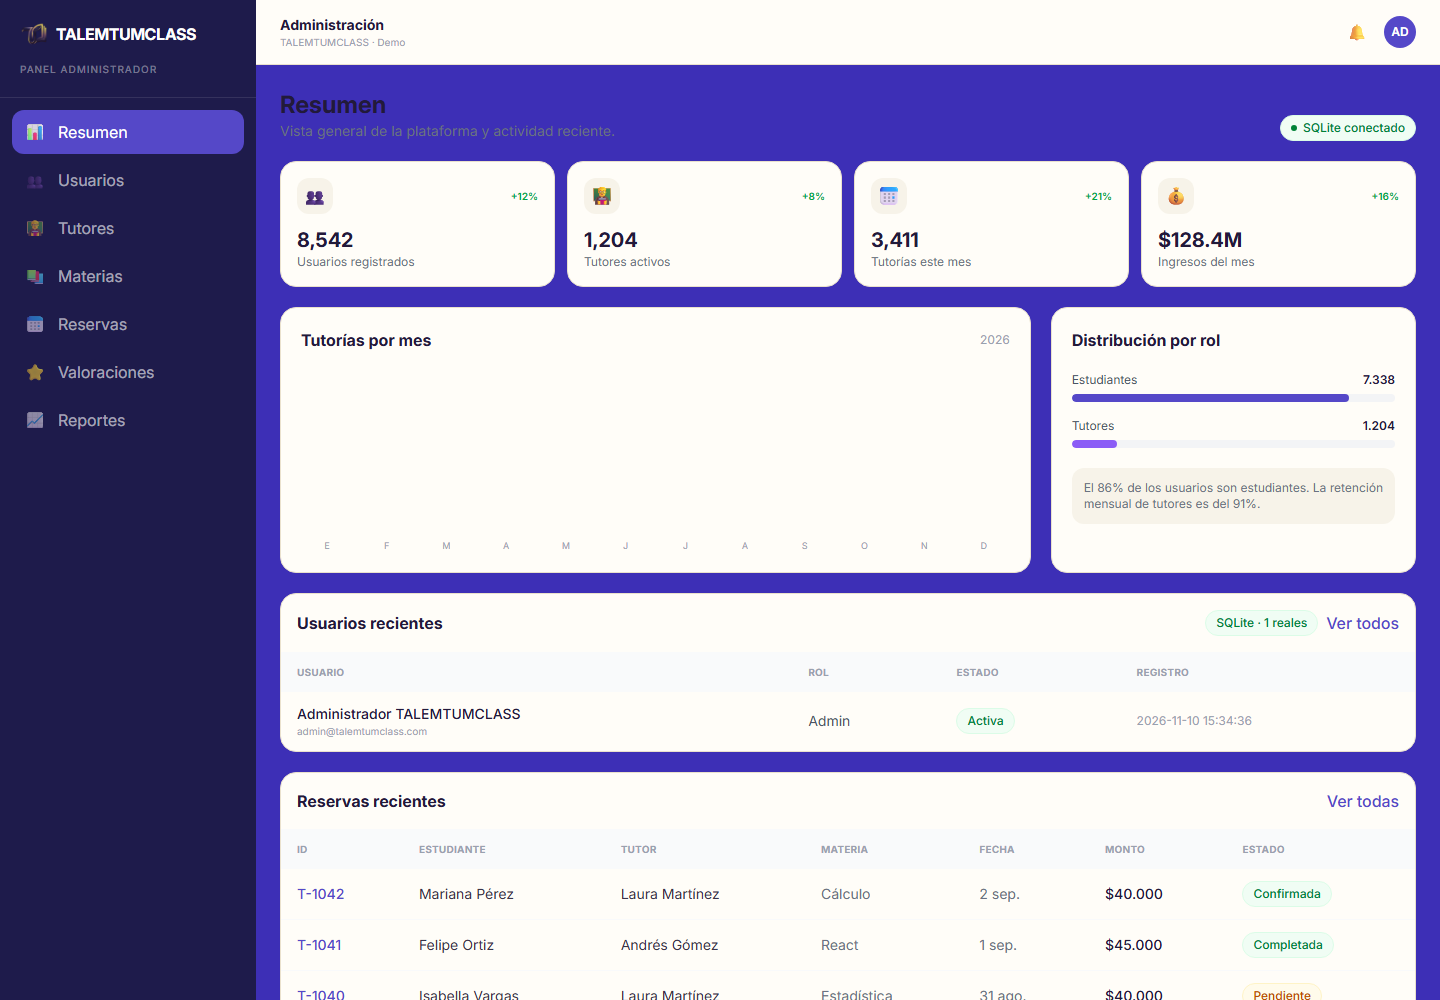 TALEMTUMCLASS
PANEL ADMINISTRADOR
Resumen
Usuarios
Tutores
Materias
Reservas
Valoraciones
Reportes
Administración
TALEMTUMCLASS · Demo
AD
Resumen
Vista general de la plataforma y actividad reciente.
SQLite conectado
+12%
8,542
Usuarios registrados
+8%
1,204
Tutores activos
+21%
3,411
Tutorías este mes
+16%
$128.4M
Ingresos del mes
Tutorías por mes 2026
E F M A M J J A S O N D
Distribución por rol
Estudiantes 7.338
Tutores 1.204
El 86% de los usuarios son estudiantes. La retención
mensual de tutores es del 91%.
Usuarios recientes SQLite · 1 reales Ver todos
USUARIO ROL ESTADO REGISTRO
Administrador TALEMTUMCLASS Admin Activa 2026-11-10 15:34:36
admin@talemtumclass.com
Reservas recientes Ver todas
ID ESTUDIANTE TUTOR MATERIA FECHA MONTO ESTADO
T-1042 Mariana Pérez Laura Martínez Cálculo 2 sep. $40.000 Confirmada
T-1041 Felipe Ortiz Andrés Gómez React 1 sep. $45.000 Completada
T-1040 Isabella Vargas Laura Martínez Estadística 31 ago. $40.000 Pendiente